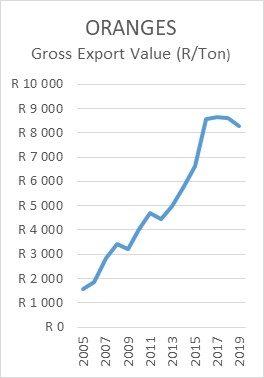 ORANGES
Gross Export Value (R/Ton)
R 10 000
R 9 000
R 8 000
R 7 000
R 6 000
R 5 000
R 4 000
R 3 000
R 2 000
R 1 000
R 0
2005
2007
2009
2011
2013
2015
2017
2019